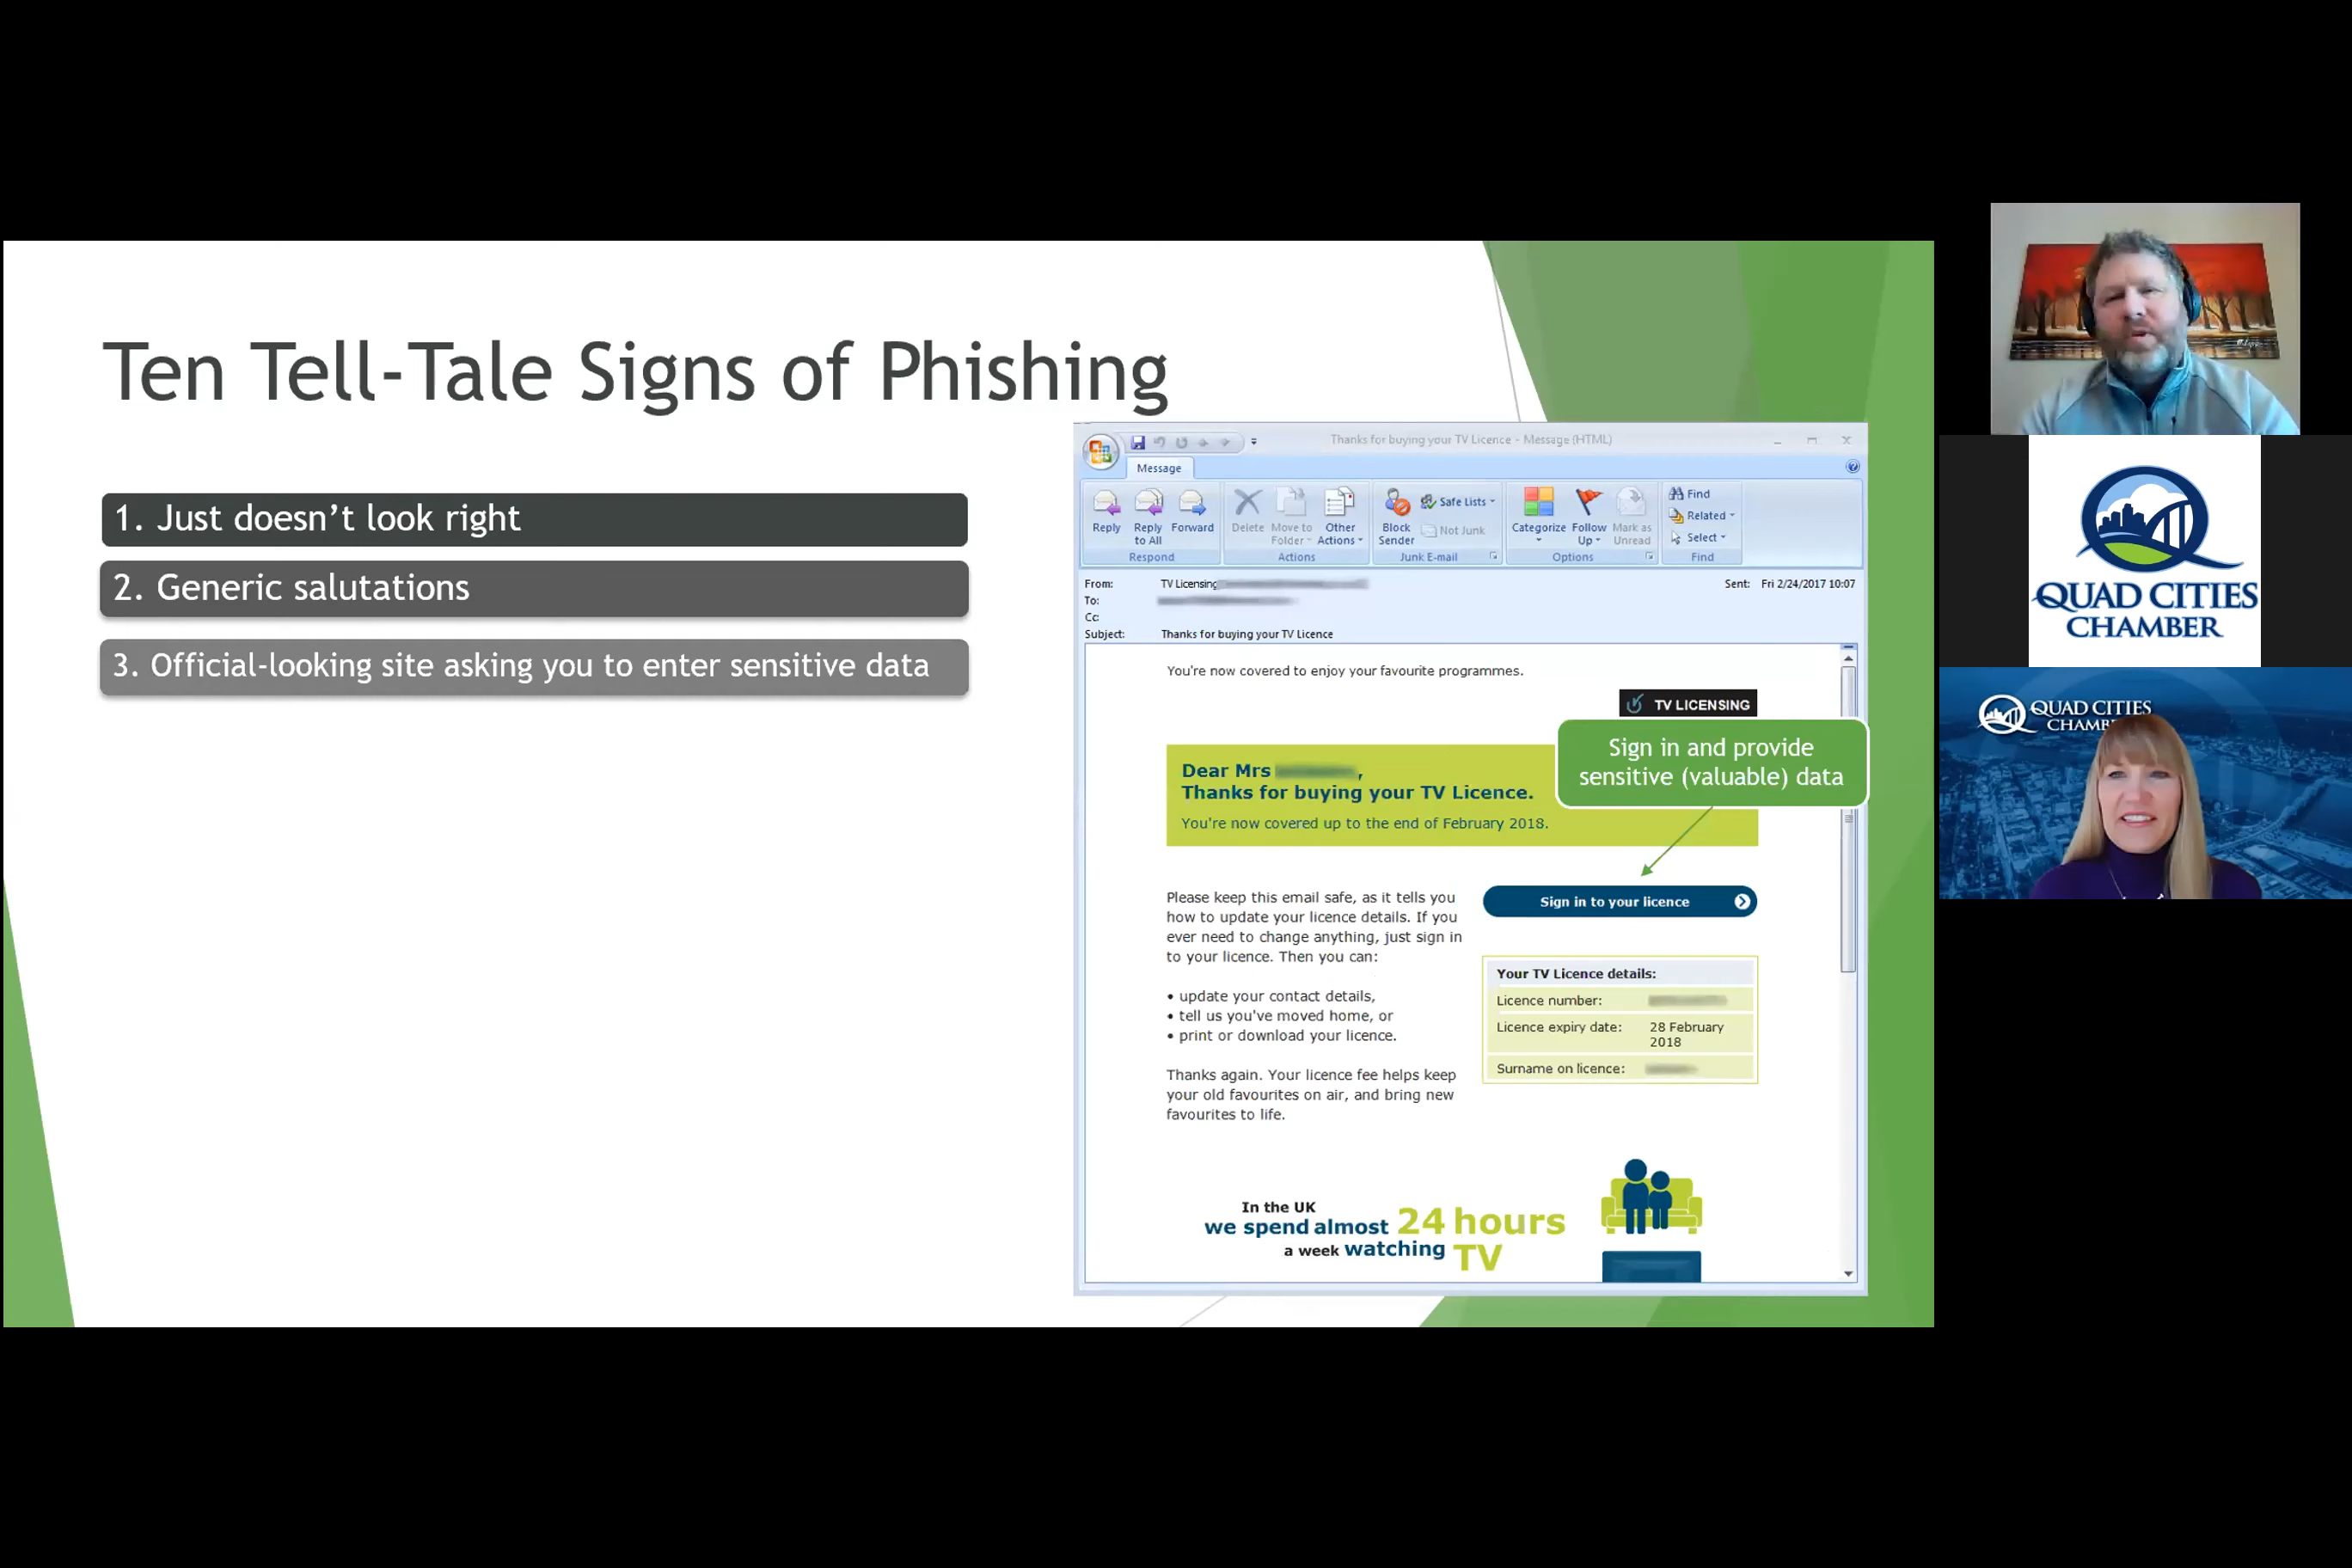 Ten Tell-Tale Signs of Phishing
1. Just doesn't look right
2. Generic salutations
3. Official-looking site asking you to enter sensitive data
Thanks for buying your TV Licence - Message (HTML)
Message
Reply
Reply to All
Forward
Respond
Delete
Move to Folder
Other Actions
Actions
Block Sender
Safe Lists
Not Junk
Junk E-mail
Categorize
Follow Up
Mark as Unread
Options
Find
Related
Select
Find
From: TV Licensing
Sent: Fri 2/24/2017 10:07
To:
Cc:
Subject: Thanks for buying your TV Licence
You're now covered to enjoy your favourite programmes.
TV LICENSING
Sign in and provide
sensitive (valuable) data
Dear Mrs ,
Thanks for buying your TV Licence.
You're now covered up to the end of February 2018.
Please keep this email safe, as it tells you
how to update your licence details. If you
ever need to change anything, just sign in
to your licence. Then you can:
• update your contact details,
• tell us you've moved home, or
• print or download your licence.
Thanks again. Your licence fee helps keep
your old favourites on air, and bring new
favourites to life.
Sign in to your licence
Your TV Licence details:
Licence number:
Licence expiry date: 28 February
2018
Surname on licence:
In the UK
we spend almost 24 hours
a week watching TV
QUAD CITIES
CHAMBER
QUAD CITIES